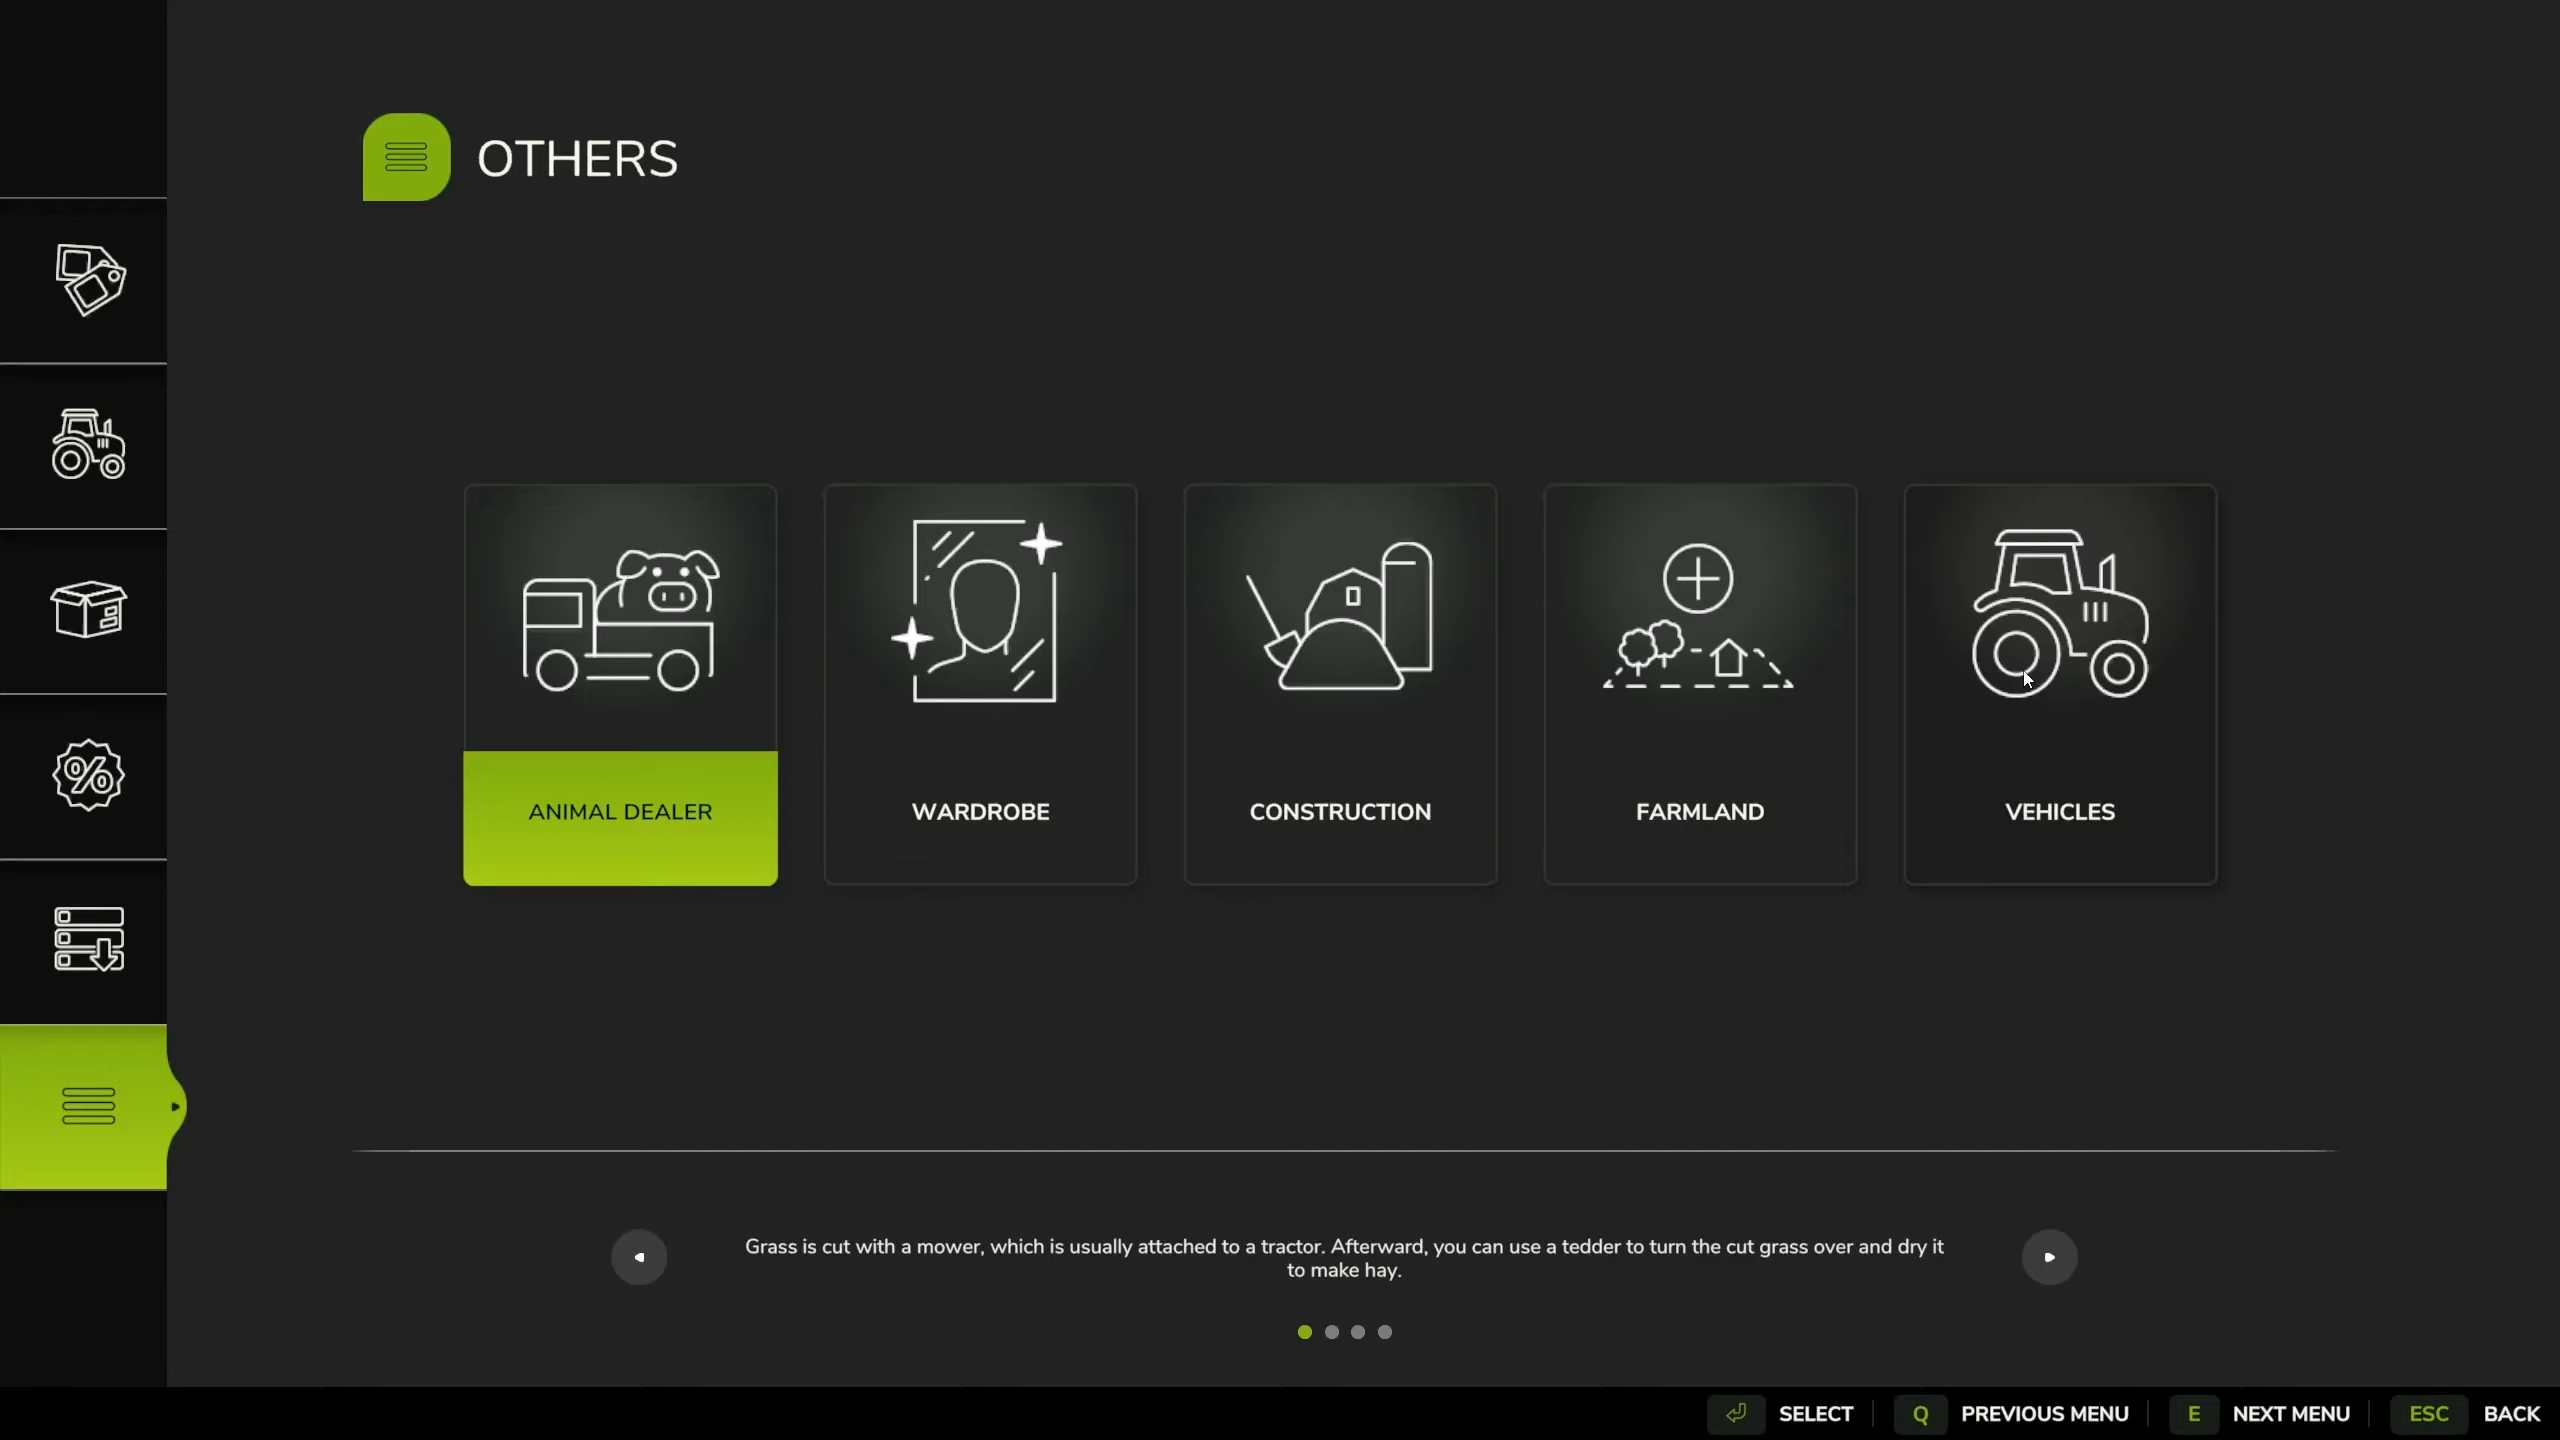 OTHERS
ANIMAL DEALER
WARDROBE
CONSTRUCTION
FARMLAND
VEHICLES
Grass is cut with a mower, which is usually attached to a tractor. Afterward, you can use a tedder to turn the cut grass over and dry it
to make hay.
SELECT Q PREVIOUS MENU E NEXT MENU ESC BACK